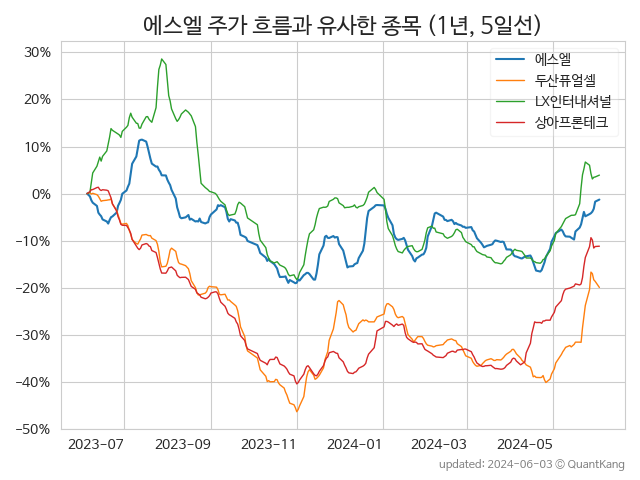 에스엘 주가 흐름과 유사한 종목 (1년, 5일선)
30%
20%
10%
0%
−10%
−20%
−30%
−40%
−50%
에스엘
두산퓨얼셀
LX인터내셔널
상아프론테크
2023−07
2023−09
2023−11
2024−01
2024−03
2024−05
updated: 2024-06-03 © QuantKang